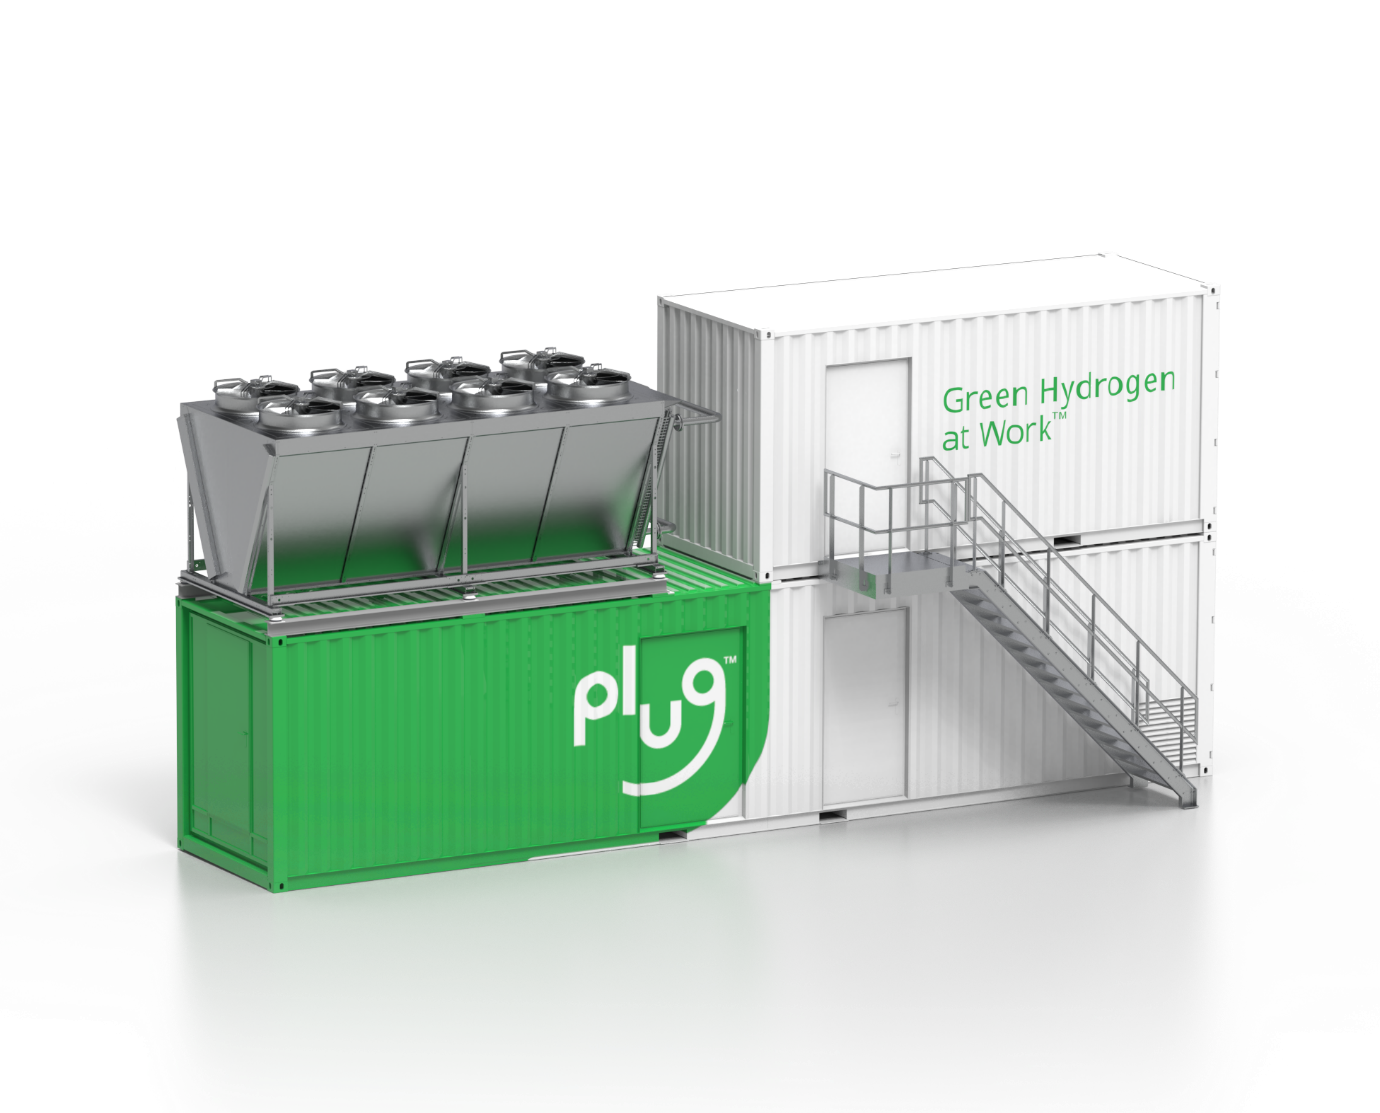 plug™
Green Hydrogen
at Work™